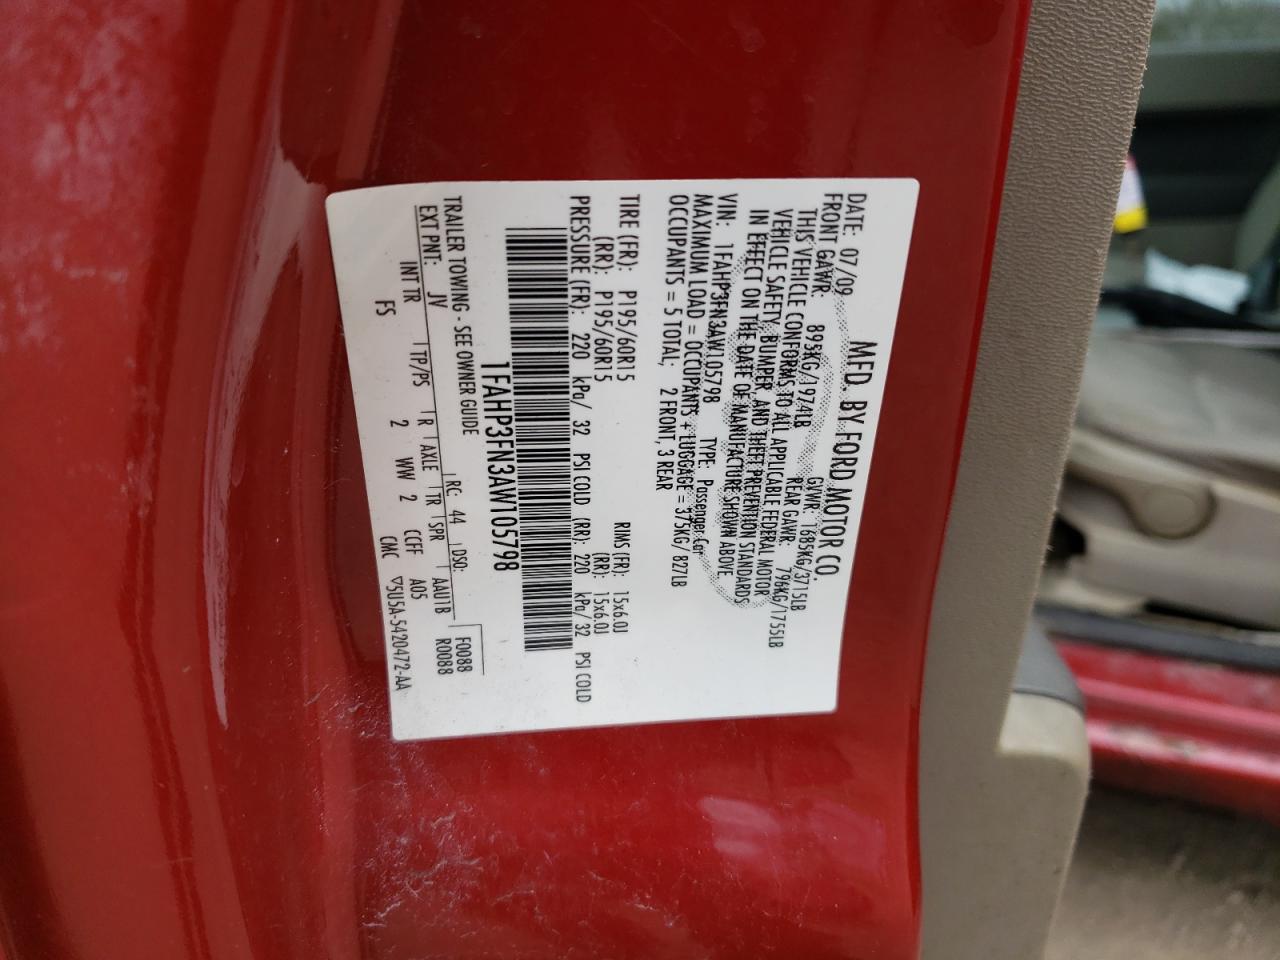 MFD. BY FORD MOTOR CO.
DATE: 07/09 GVWR: 1685KG/3715LB
FRONT GAWR: 895KG/1974LB REAR GAWR: 796KG/1755LB
THIS VEHICLE CONFORMS TO ALL APPLICABLE FEDERAL MOTOR
VEHICLE SAFETY, BUMPER, AND THEFT PREVENTION STANDARDS
IN EFFECT ON THE DATE OF MANUFACTURE SHOWN ABOVE
VIN: 1FAHP3FN3AW105798 TYPE: Passenger Car
MAXIMUM LOAD = OCCUPANTS + LUGGAGE = 375KG/ 827LB
OCCUPANTS = 5 TOTAL; 2 FRONT, 3 REAR
TIRE (FR): P195/60R15 RIMS (FR): 15x6.0J
(RR): P195/60R15 (RR): 15x6.0J
PRESSURE (FR): 220 kPa/ 32 PSI COLD (RR): 220 kPa/ 32 PSI COLD
1FAHP3FN3AW105798
TRAILER TOWING - SEE OWNER GUIDE
F0088
EXT PNT: JV RC: 44 DSO: R0088
INT TR TP/PS R AXLE TR SPR AAU1B
FS 2 WW 2 CCFF A05
CMC ▽5U5A-5420472-AA